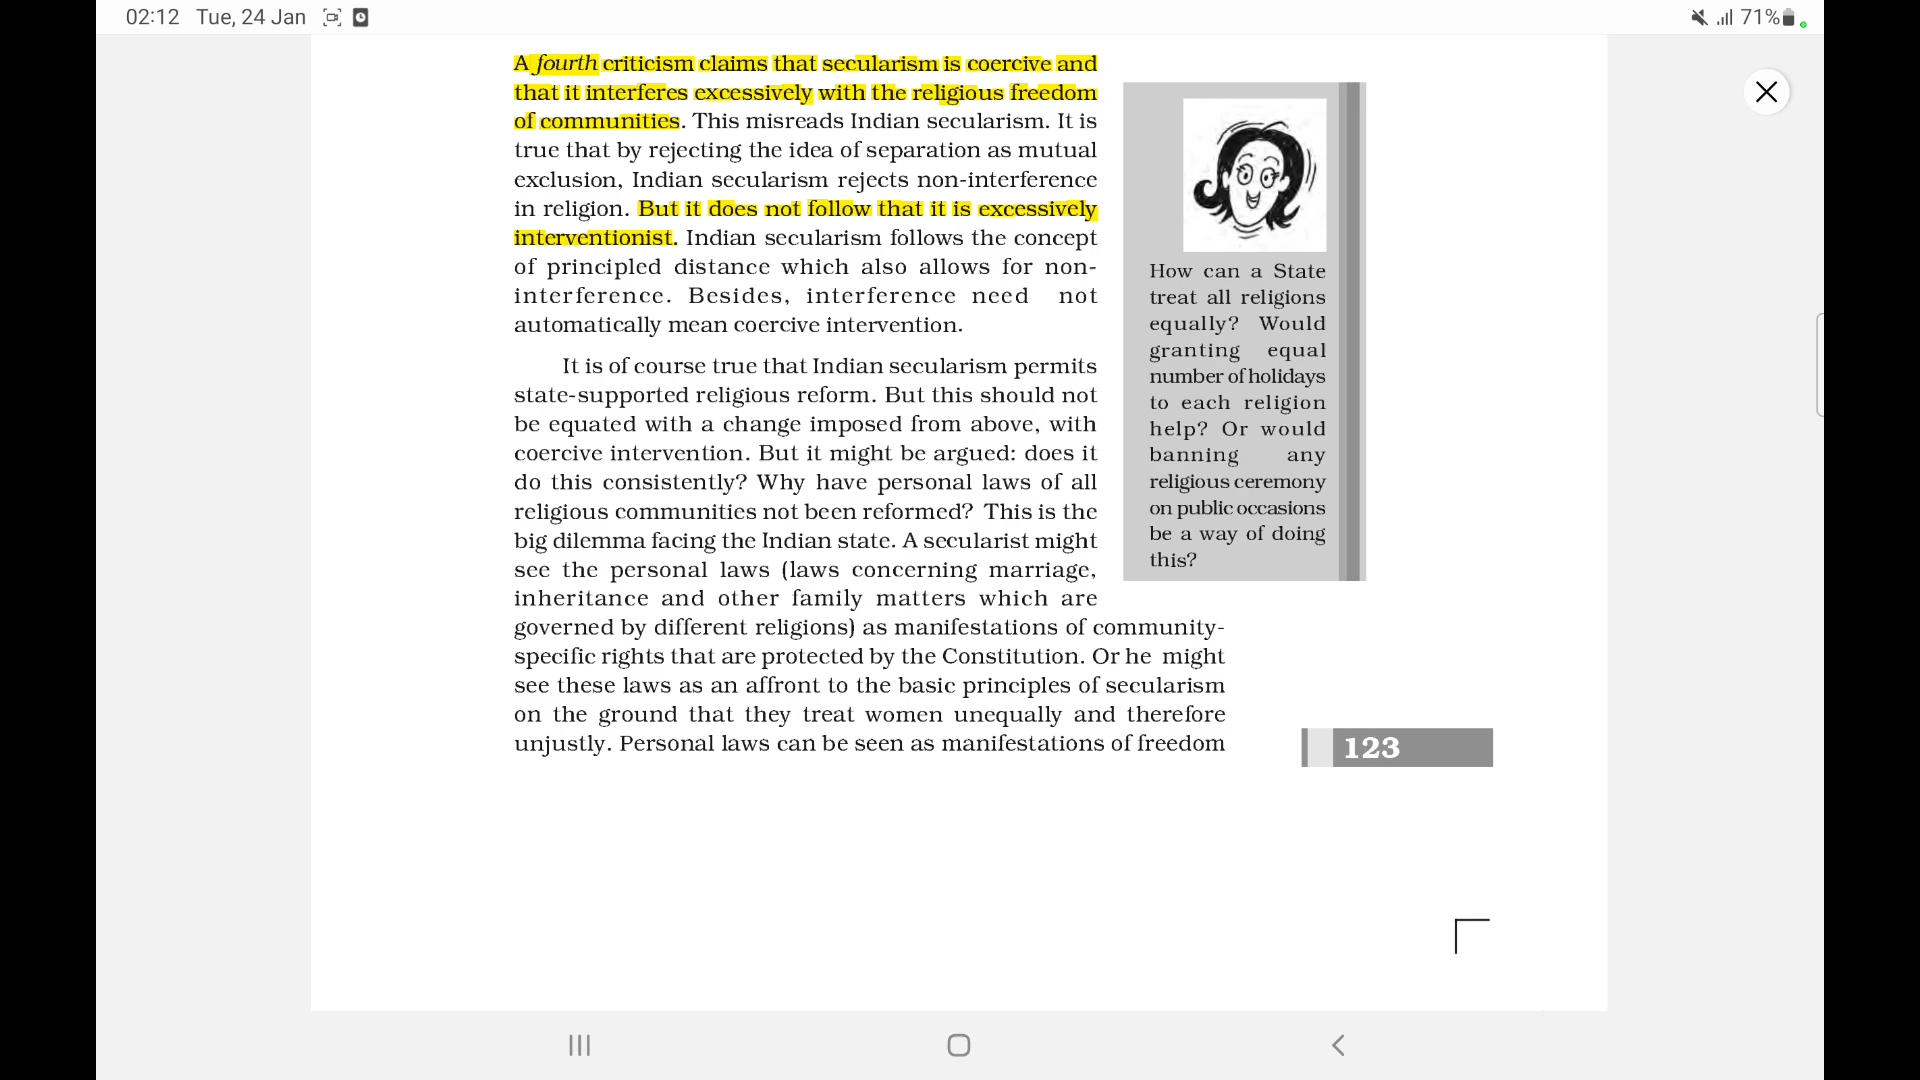 02:12 Tue, 24 Jan
71%
A fourth criticism claims that secularism is coercive and
that it interferes excessively with the religious freedom
of communities. This misreads Indian secularism. It is
true that by rejecting the idea of separation as mutual
exclusion, Indian secularism rejects non-interference
in religion. But it does not follow that it is excessively
interventionist. Indian secularism follows the concept
of principled distance which also allows for non-
interference. Besides, interference need not
automatically mean coercive intervention.
It is of course true that Indian secularism permits
state-supported religious reform. But this should not
be equated with a change imposed from above, with
coercive intervention. But it might be argued: does it
do this consistently? Why have personal laws of all
religious communities not been reformed? This is the
big dilemma facing the Indian state. A secularist might
see the personal laws (laws concerning marriage,
inheritance and other family matters which are
governed by different religions) as manifestations of community-
specific rights that are protected by the Constitution. Or he might
see these laws as an affront to the basic principles of secularism
on the ground that they treat women unequally and therefore
unjustly. Personal laws can be seen as manifestations of freedom
How can a State
treat all religions
equally? Would
granting equal
number of holidays
to each religion
help? Or would
banning any
religious ceremony
on public occasions
be a way of doing
this?
123